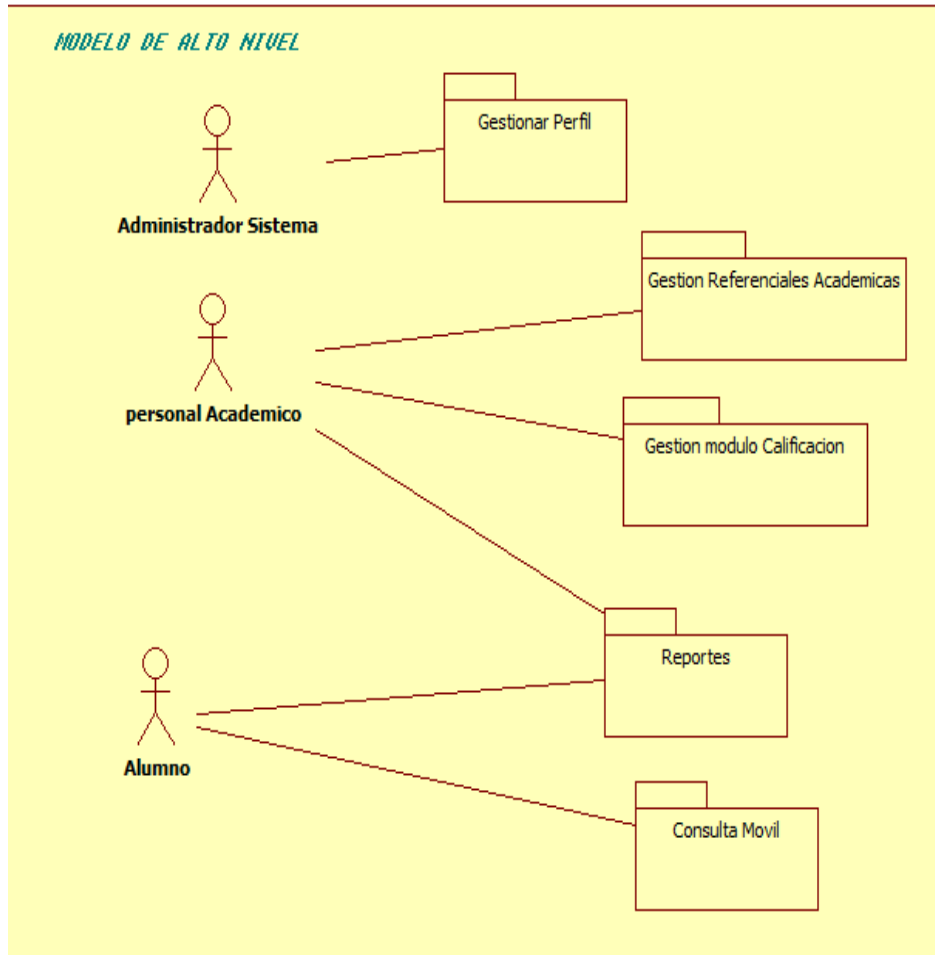 MODELO DE ALTO NIVEL
Gestionar Perfil
Administrador Sistema
Gestion Referenciales Academicas
personal Academico
Gestion modulo Calificacion
Reportes
Alumno
Consulta Movil